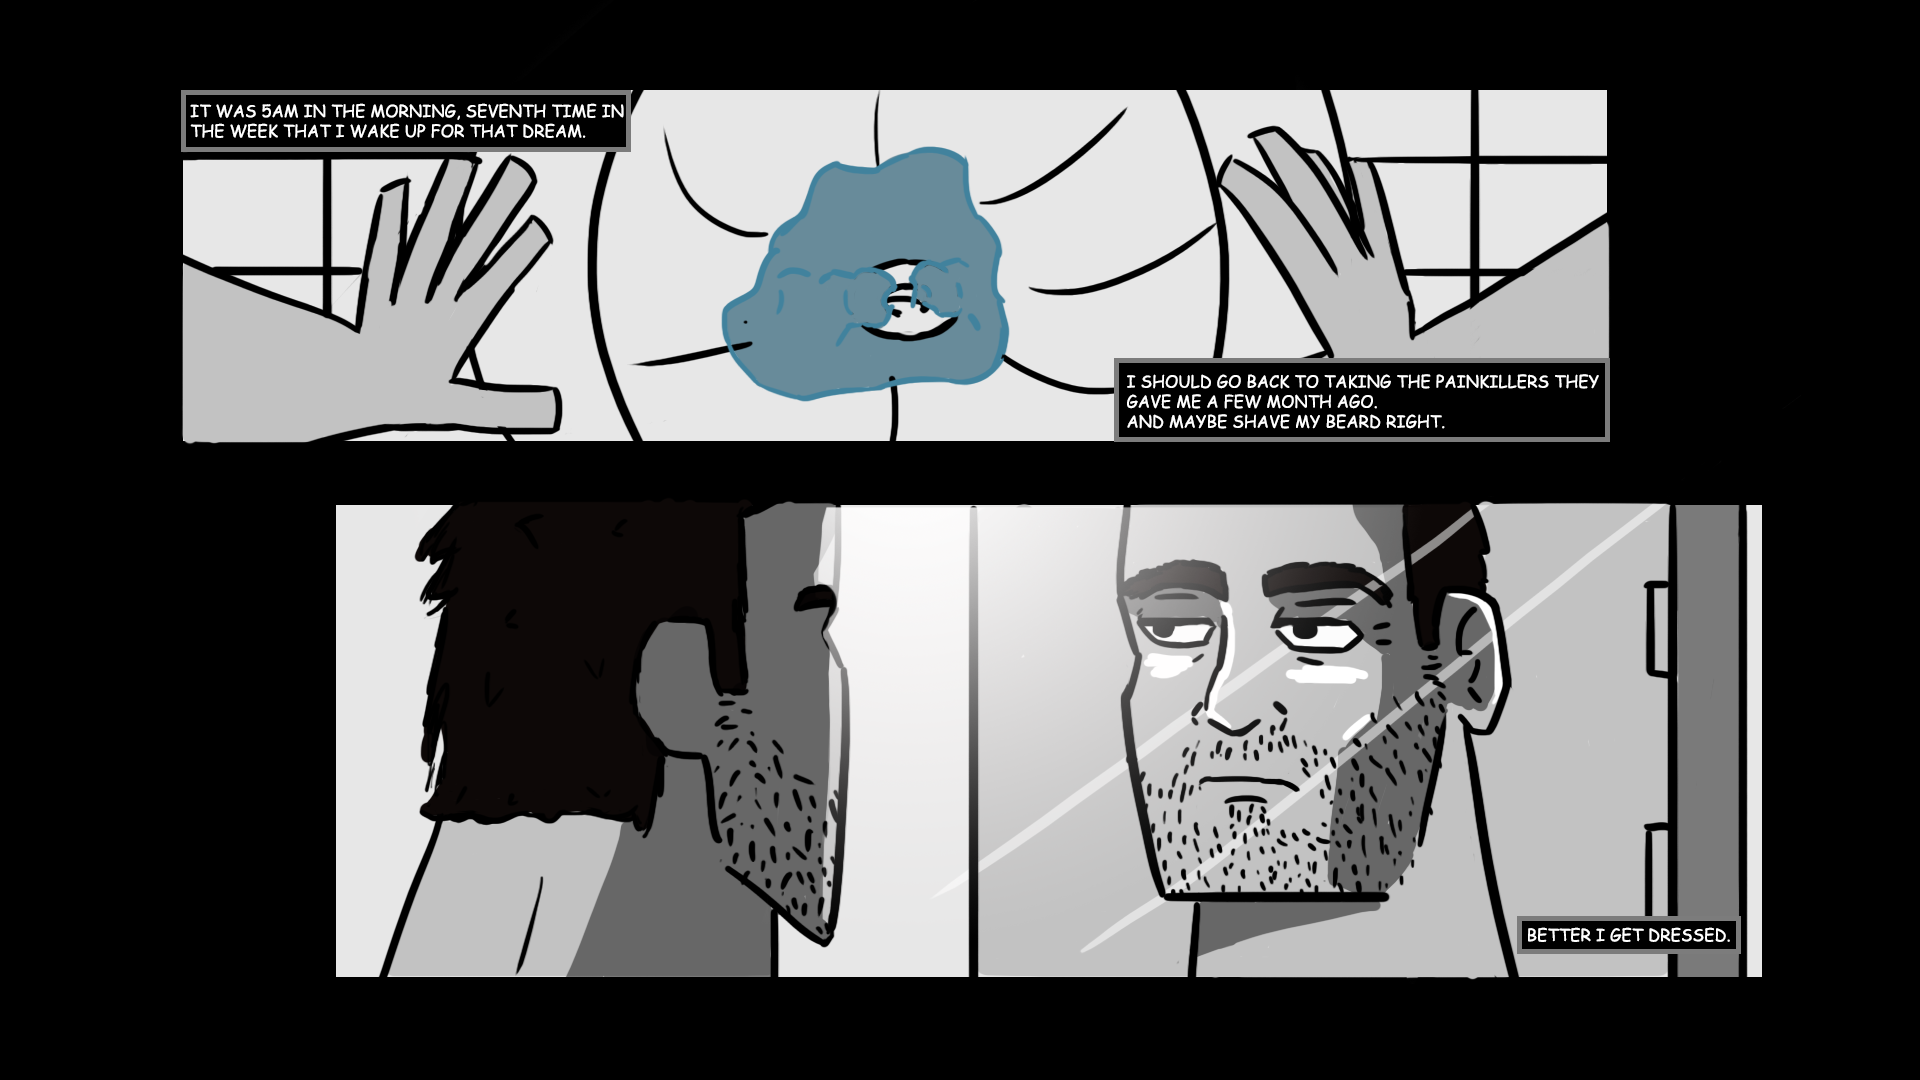 IT WAS 5AM IN THE MORNING, SEVENTH TIME IN
THE WEEK THAT I WAKE UP FOR THAT DREAM.
I SHOULD GO BACK TO TAKING THE PAINKILLERS THEY
GAVE ME A FEW MONTH AGO.
AND MAYBE SHAVE MY BEARD RIGHT.
BETTER I GET DRESSED.